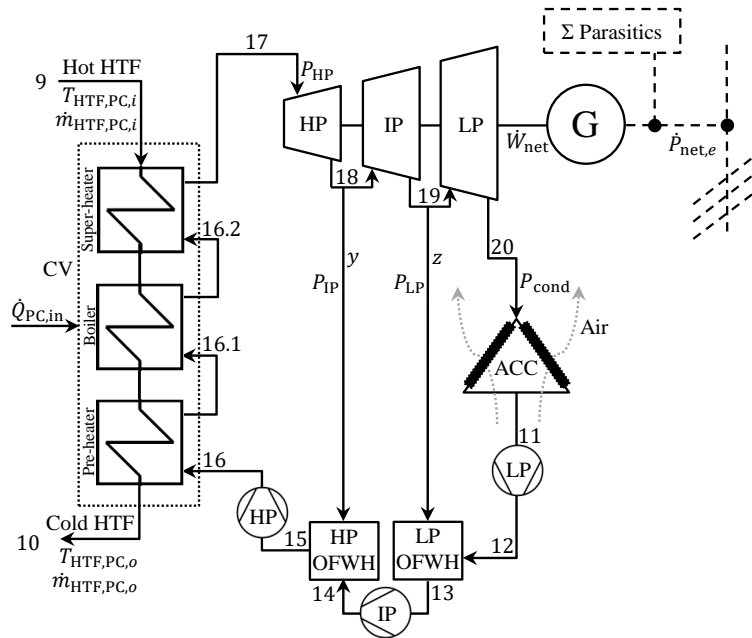 Σ Parasitics
17
9
Hot HTF
P_HP
T_HTF,PC,i
ṁ_HTF,PC,i
HP
IP
LP
G
Ẇ_net
Ṗ_net,e
18
19
Super-heater
16.2
20
CV
y
z
P_IP
P_LP
P_cond
Q̇_PC,in
Boiler
Air
16.1
ACC
Pre-heater
11
LP
16
HP
Cold HTF
10
15
HP
OFWH
LP
OFWH
12
T_HTF,PC,o
ṁ_HTF,PC,o
14
13
IP